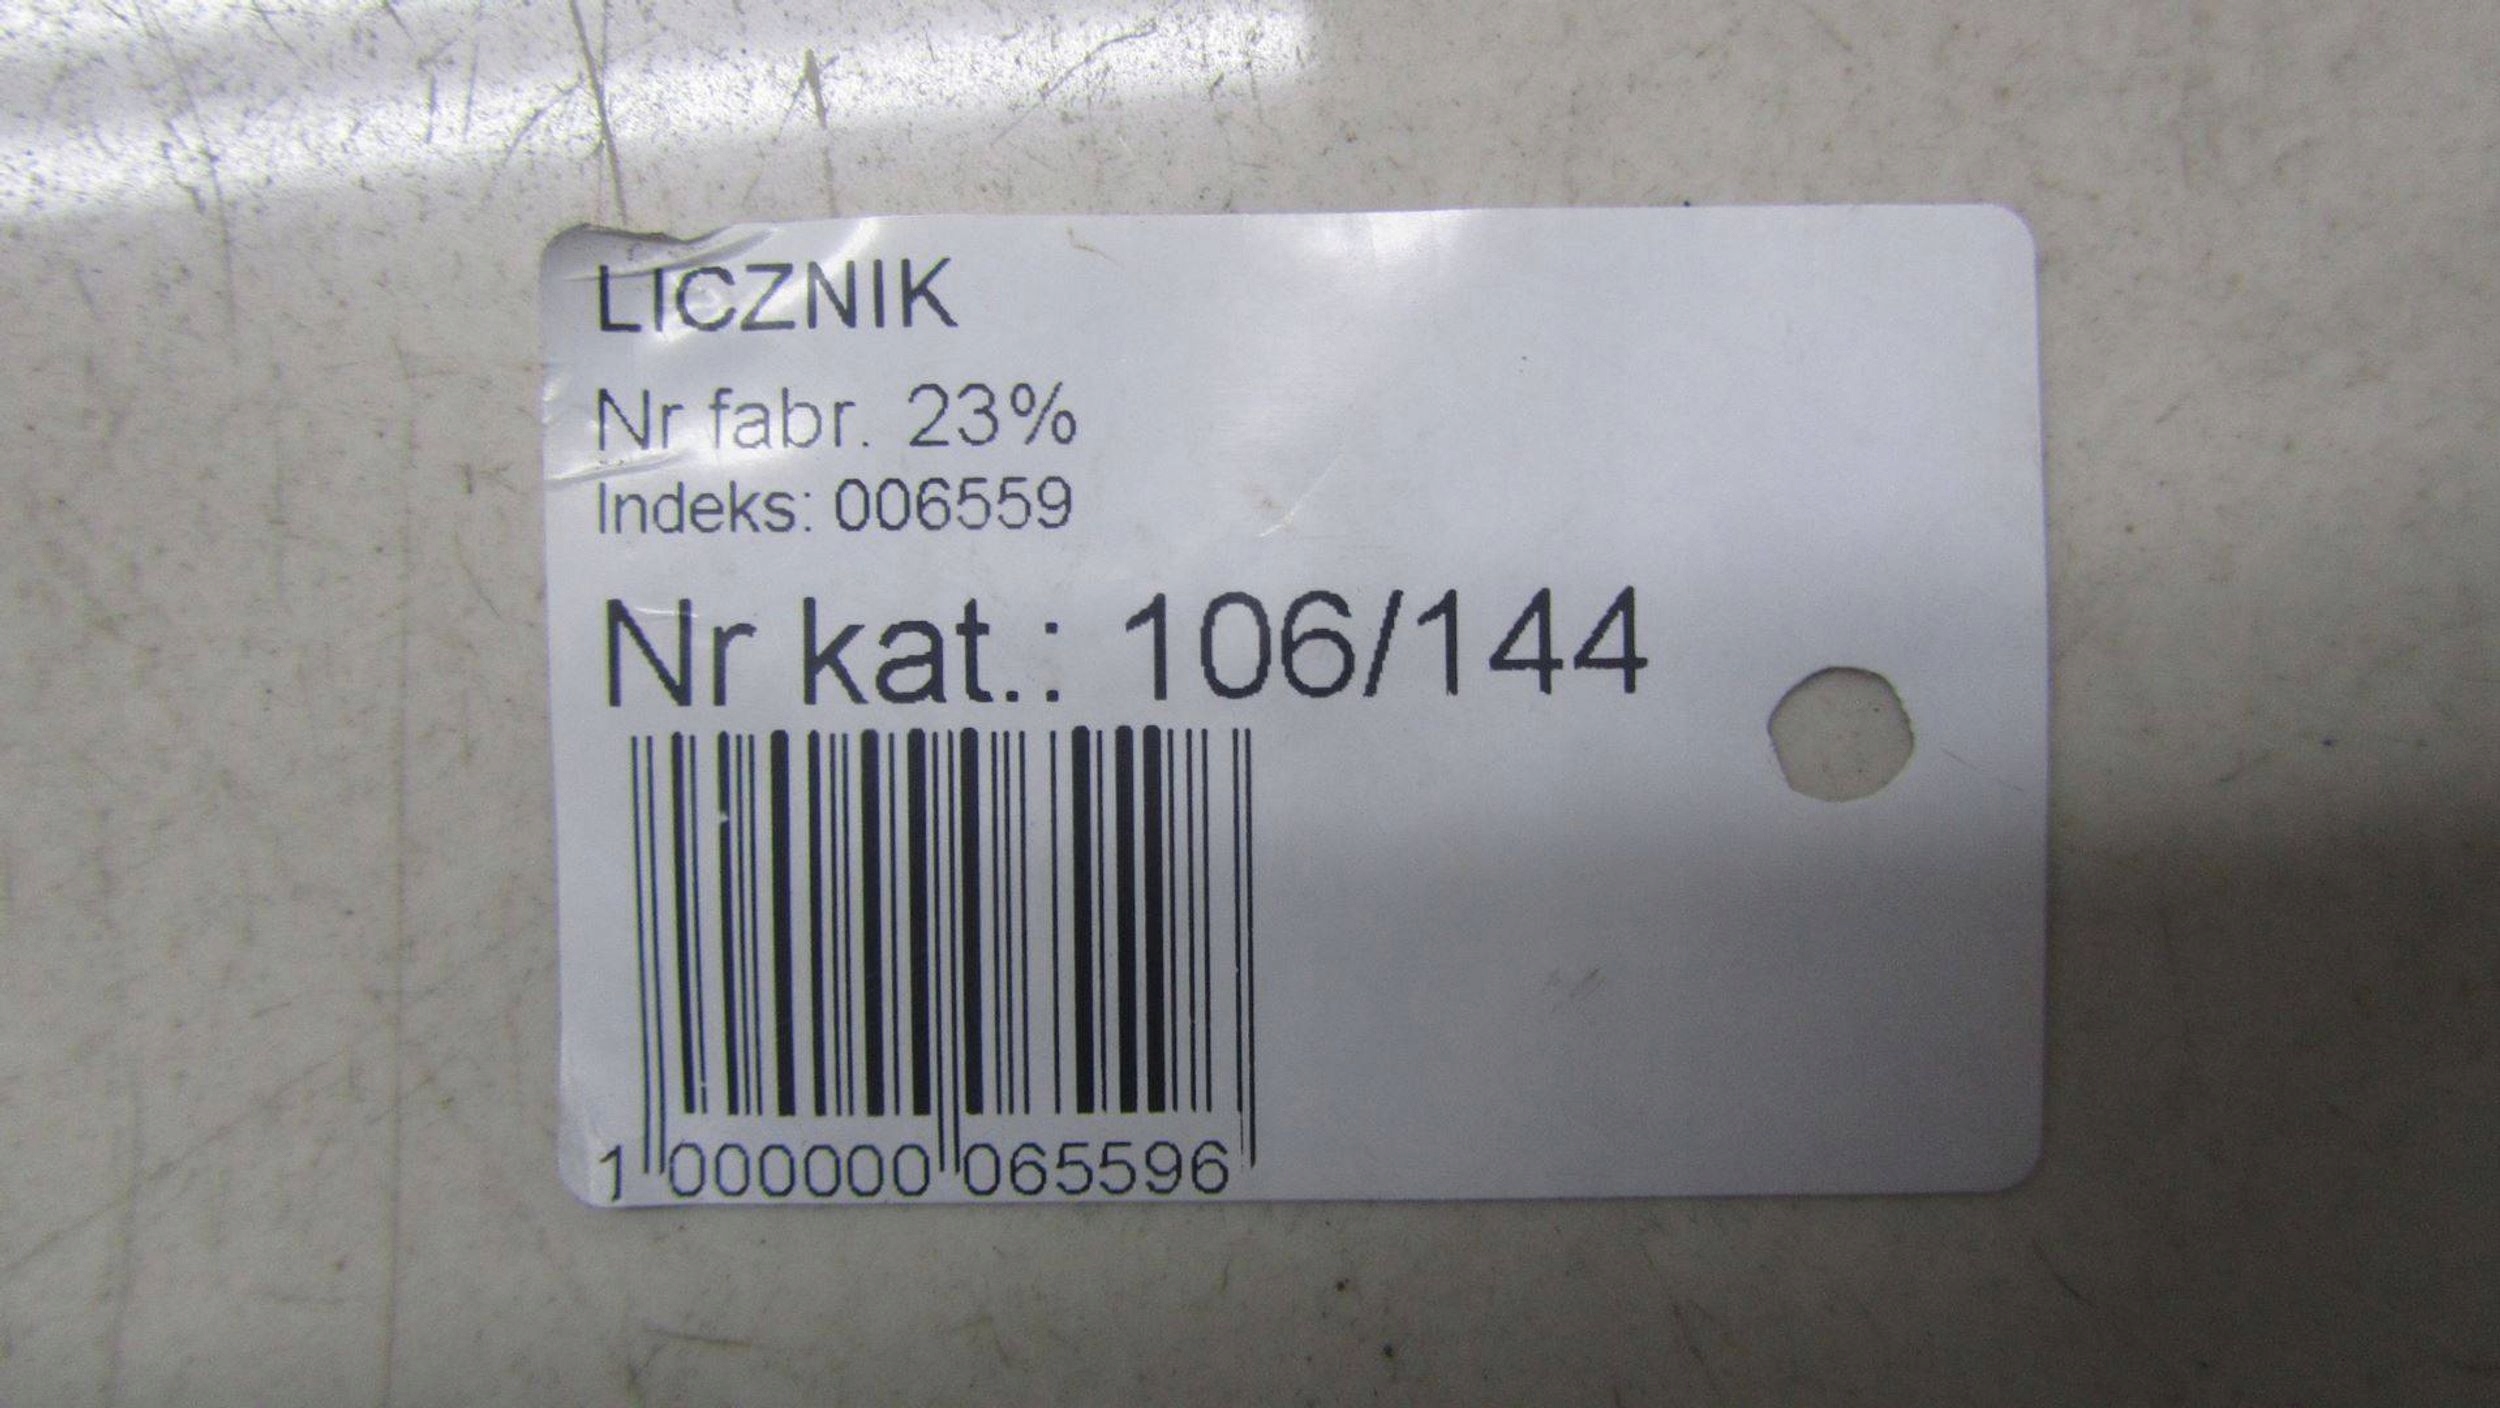 LICZNIK
Nr fabr. 23%
Indeks: 006559
Nr kat.: 106/144
1 000000 065596